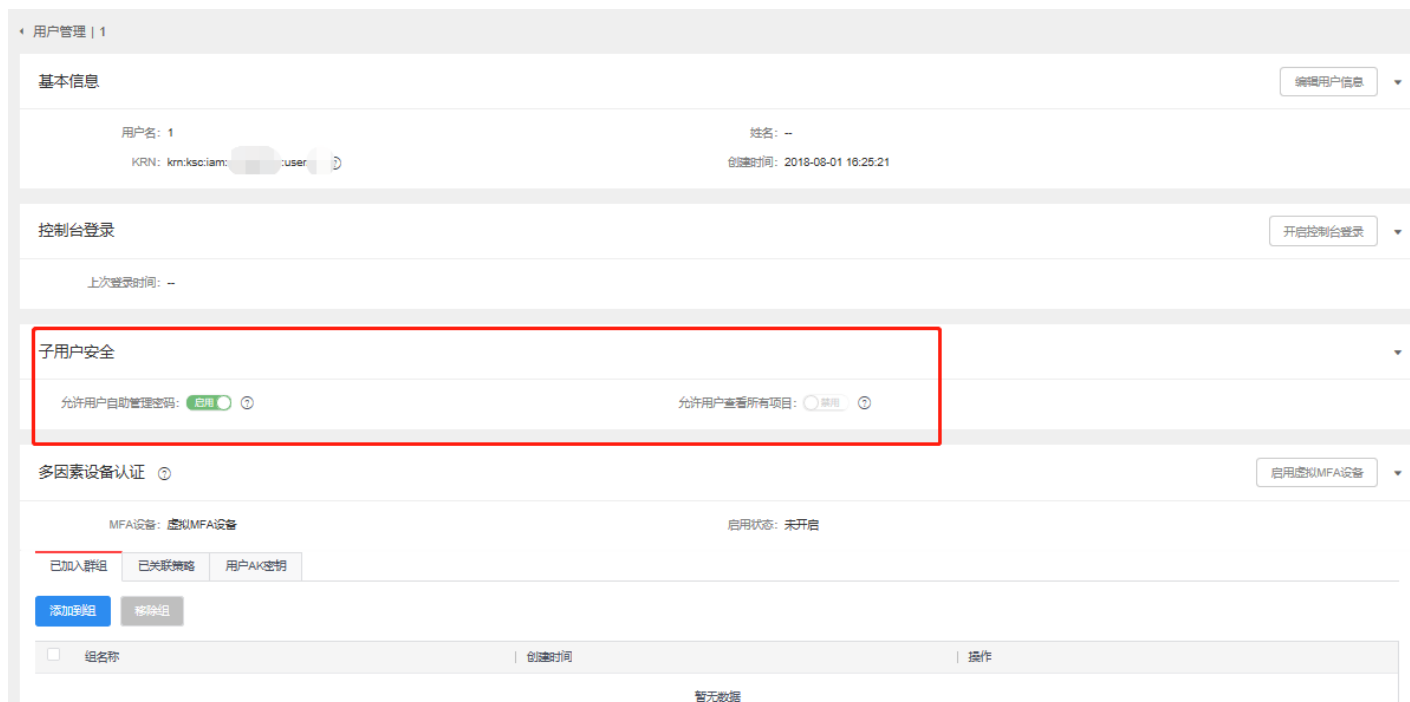 用户管理 | 1
基本信息 编辑用户信息
用户名: 1 姓名: --
KRN: krn:ksc:iam: :user 创建时间: 2018-08-01 16:25:21
控制台登录 开启控制台登录
上次登录时间: --
子用户安全
允许用户自助管理密码: 启用 ? 允许用户查看所有项目: 禁用 ?
多因素设备认证 ? 启用虚拟MFA设备
MFA设备: 虚拟MFA设备 启用状态: 未开启
已加入群组 已关联策略 用户AK密钥
添加到组 移除组
组名称 创建时间 操作
暂无数据